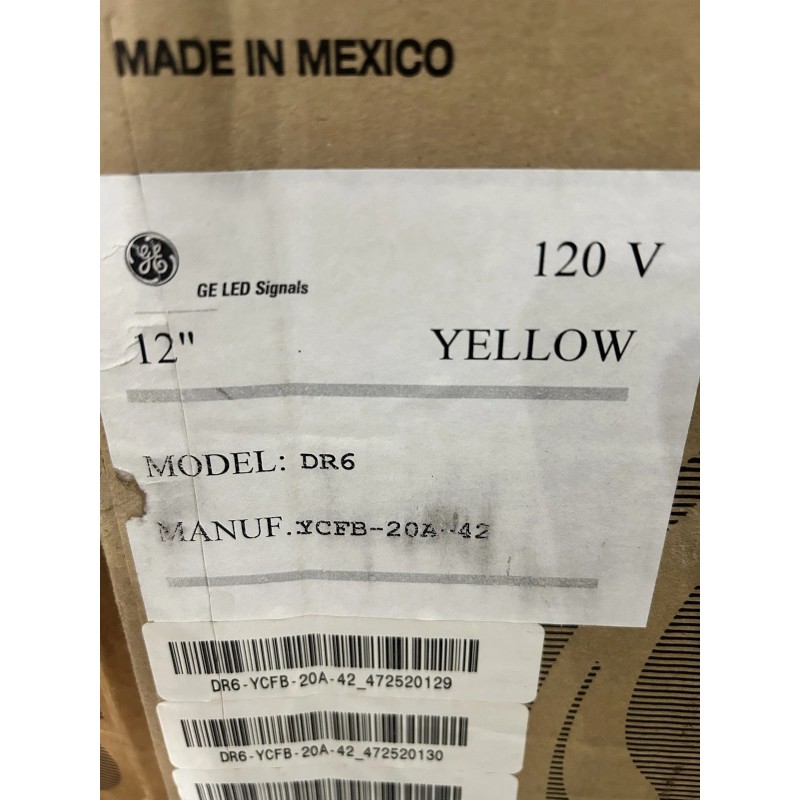 MADE IN MEXICO
GE
GE LED Signals
120 V
12" YELLOW
MODEL: DR6
MANUF.YCFB-20A-42
DR6-YCFB-20A-42_472520129
DR6-YCFB-20A-42_472520130